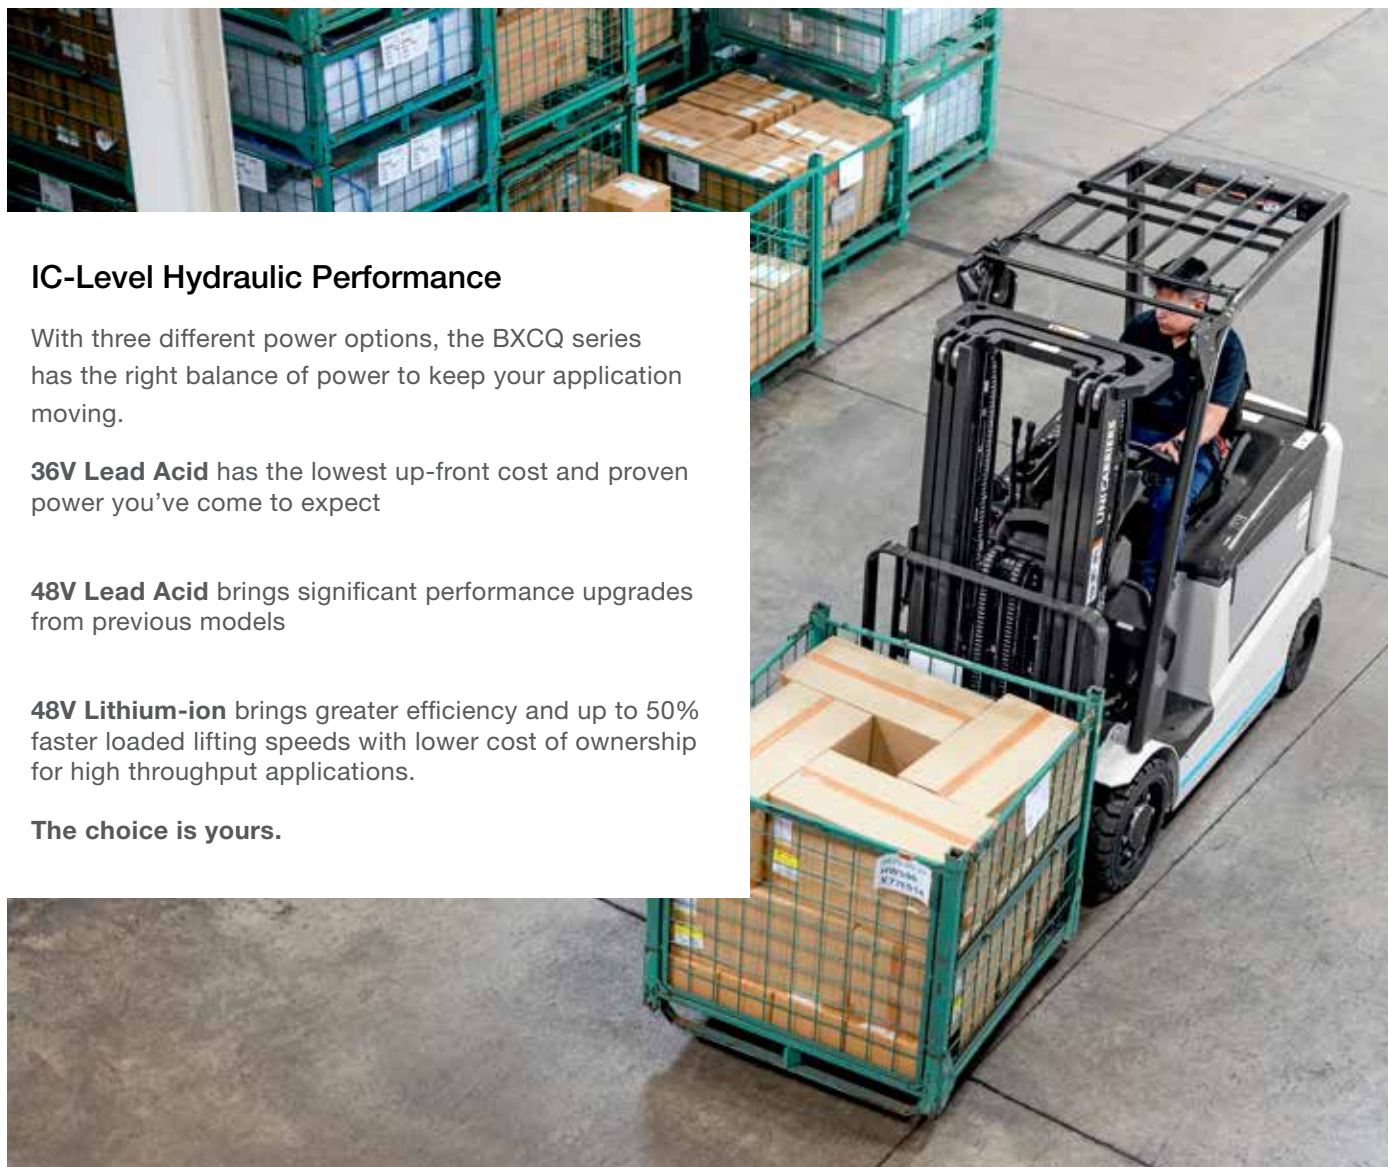 IC-Level Hydraulic Performance
With three different power options, the BXCQ series
has the right balance of power to keep your application
moving.
36V Lead Acid has the lowest up-front cost and proven
power you’ve come to expect
48V Lead Acid brings significant performance upgrades
from previous models
48V Lithium-ion brings greater efficiency and up to 50%
faster loaded lifting speeds with lower cost of ownership
for high throughput applications.
The choice is yours.
UNICARRIERS